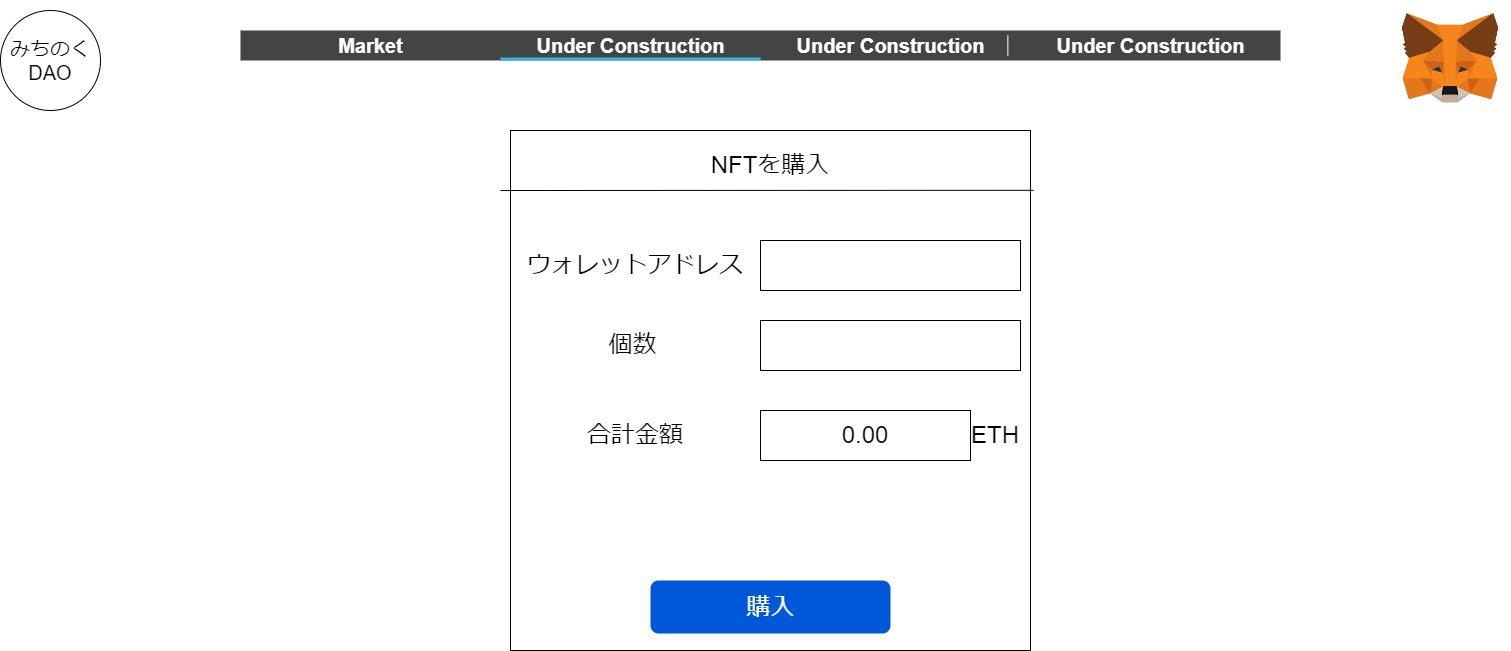 みちのく
DAO
Market
Under Construction
Under Construction
Under Construction
NFTを購入
ウォレットアドレス
個数
合計金額
0.00
ETH
購入